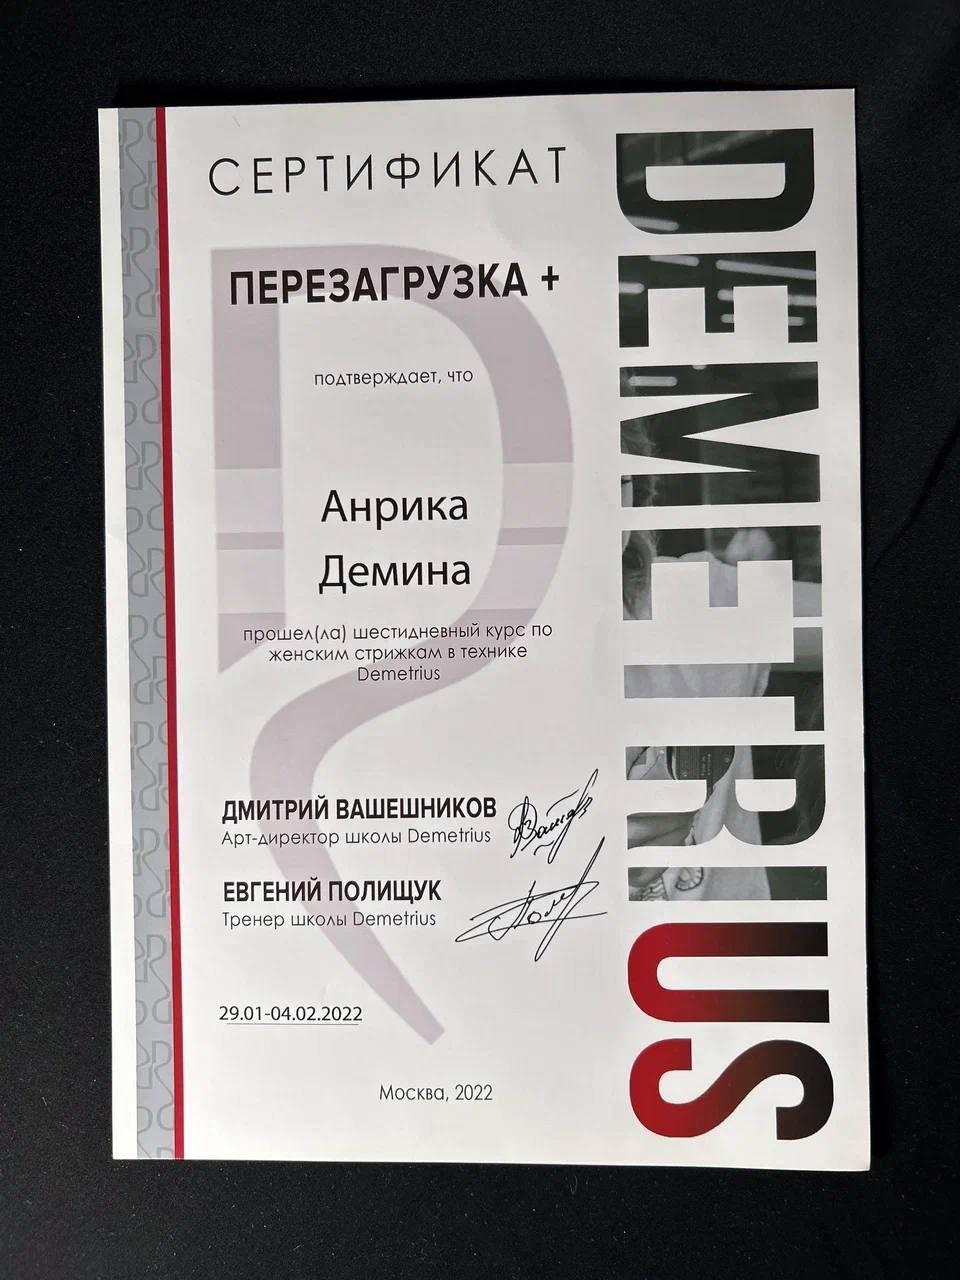 СЕРТИФИКАТ
ПЕРЕЗАГРУЗКА +
подтверждает, что
Анрика
Демина
прошел(ла) шестидневный курс по
женским стрижкам в технике
Demetrius
ДМИТРИЙ ВАШЕШНИКОВ
Арт-директор школы Demetrius
ЕВГЕНИЙ ПОЛИЩУК
Тренер школы Demetrius
29.01-04.02.2022
Москва, 2022
DEMETRIUS